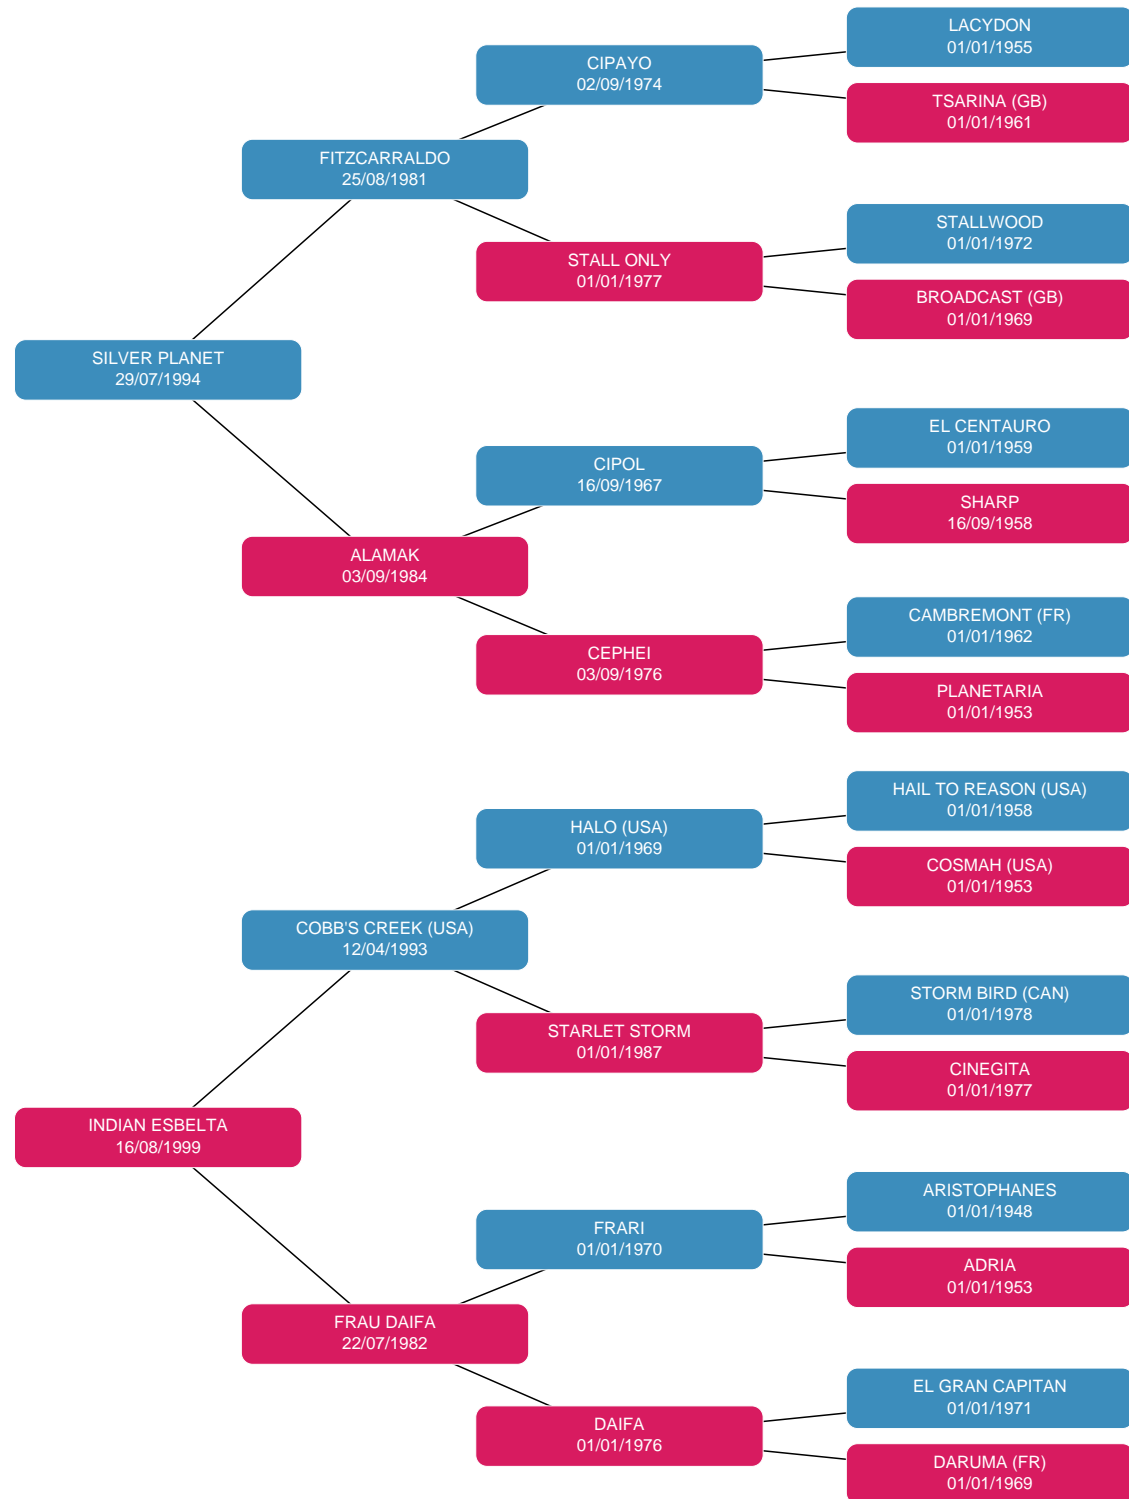 LACYDON
01/01/1955
CIPAYO
02/09/1974
TSARINA (GB)
01/01/1961
FITZCARRALDO
25/08/1981
STALLWOOD
01/01/1972
STALL ONLY
01/01/1977
BROADCAST (GB)
01/01/1969
SILVER PLANET
29/07/1994
EL CENTAURO
01/01/1959
CIPOL
16/09/1967
SHARP
16/09/1958
ALAMAK
03/09/1984
CAMBREMONT (FR)
01/01/1962
CEPHEI
03/09/1976
PLANETARIA
01/01/1953
HAIL TO REASON (USA)
01/01/1958
HALO (USA)
01/01/1969
COSMAH (USA)
01/01/1953
COBB'S CREEK (USA)
12/04/1993
STORM BIRD (CAN)
01/01/1978
STARLET STORM
01/01/1987
CINEGITA
01/01/1977
INDIAN ESBELTA
16/08/1999
ARISTOPHANES
01/01/1948
FRARI
01/01/1970
ADRIA
01/01/1953
FRAU DAIFA
22/07/1982
EL GRAN CAPITAN
01/01/1971
DAIFA
01/01/1976
DARUMA (FR)
01/01/1969